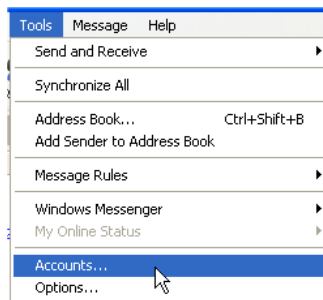 Tools Message Help
Send and Receive
Synchronize All
Address Book... Ctrl+Shift+B
Add Sender to Address Book
Message Rules
Windows Messenger
My Online Status
Accounts...
Options...